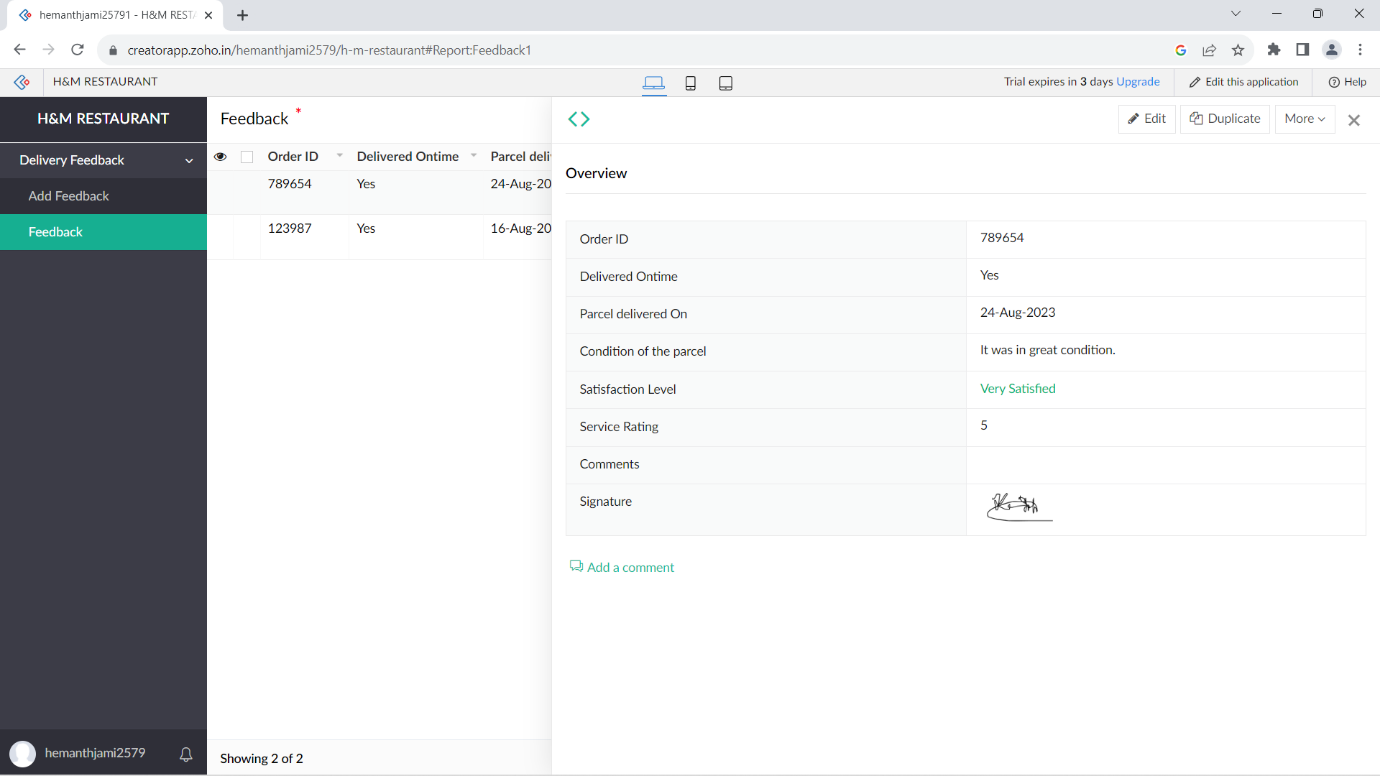 hemanthjami25791 - H&M RESTA
creatorapp.zoho.in/hemanthjami2579/h-m-restaurant#Report:Feedback1
H&M RESTAURANT
Trial expires in 3 days Upgrade
Edit this application
Help
H&M RESTAURANT
Delivery Feedback
Add Feedback
Feedback
hemanthjami2579
Feedback *
Order ID Delivered Ontime Parcel deli
789654 Yes 24-Aug-20
123987 Yes 16-Aug-20
Showing 2 of 2
Edit Duplicate More
Overview
Order ID 789654
Delivered Ontime Yes
Parcel delivered On 24-Aug-2023
Condition of the parcel It was in great condition.
Satisfaction Level Very Satisfied
Service Rating 5
Comments
Signature
Add a comment